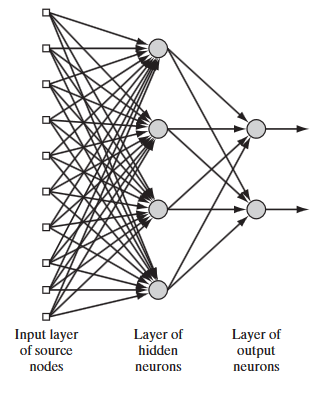 Input layer
of source
nodes
Layer of
hidden
neurons
Layer of
output
neurons